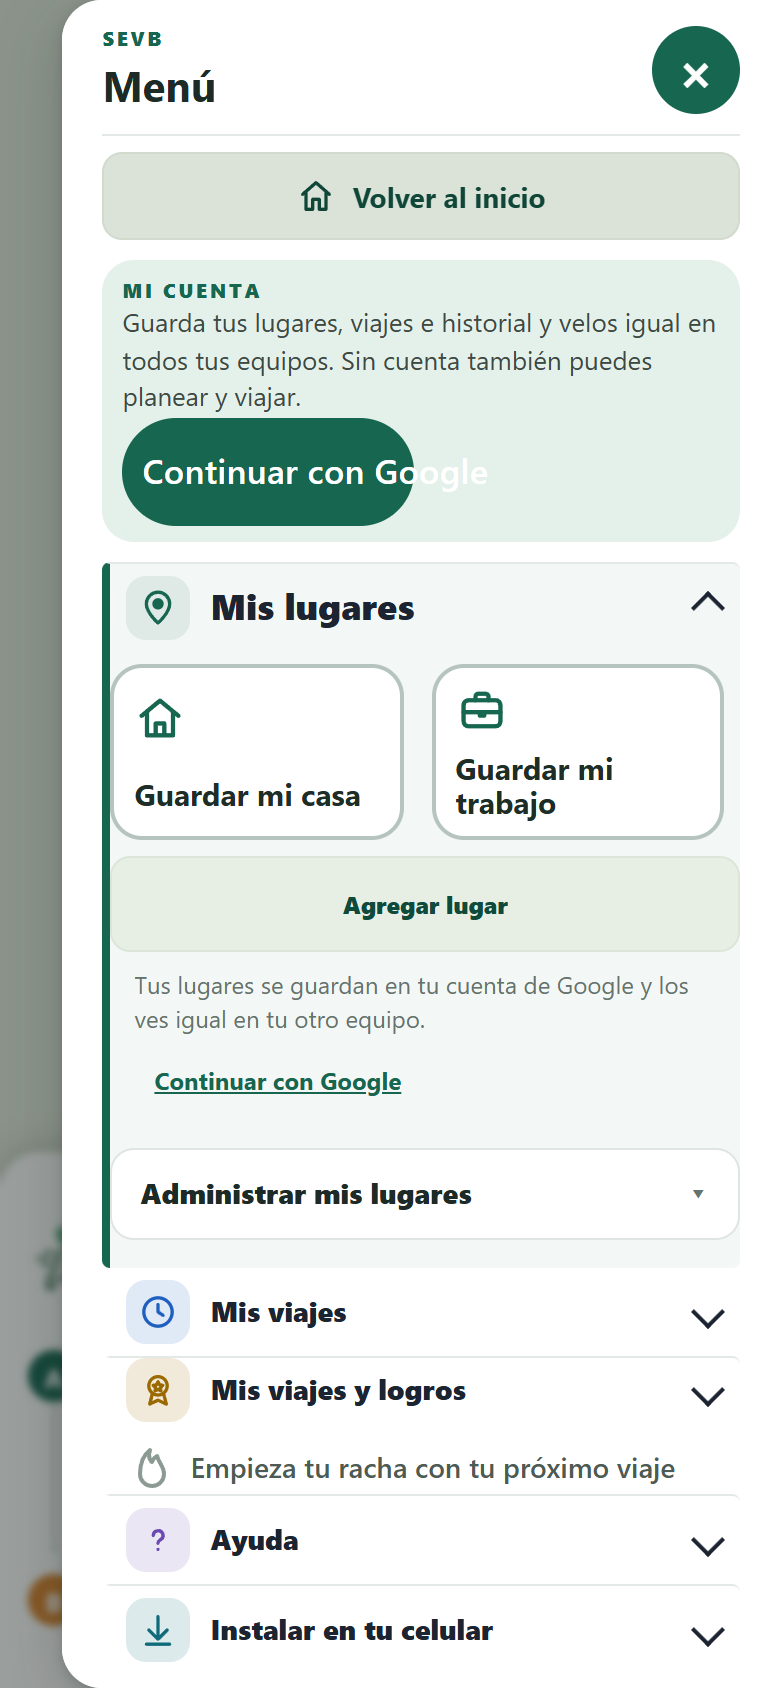 SEVB
Menú
Volver al inicio
MI CUENTA
Guarda tus lugares, viajes e historial y velos igual en
todos tus equipos. Sin cuenta también puedes
planear y viajar.
Continuar con Google
Mis lugares
Guardar mi casa
Guardar mi
trabajo
Agregar lugar
Tus lugares se guardan en tu cuenta de Google y los
ves igual en tu otro equipo.
Continuar con Google
Administrar mis lugares
Mis viajes
Mis viajes y logros
Empieza tu racha con tu próximo viaje
Ayuda
Instalar en tu celular